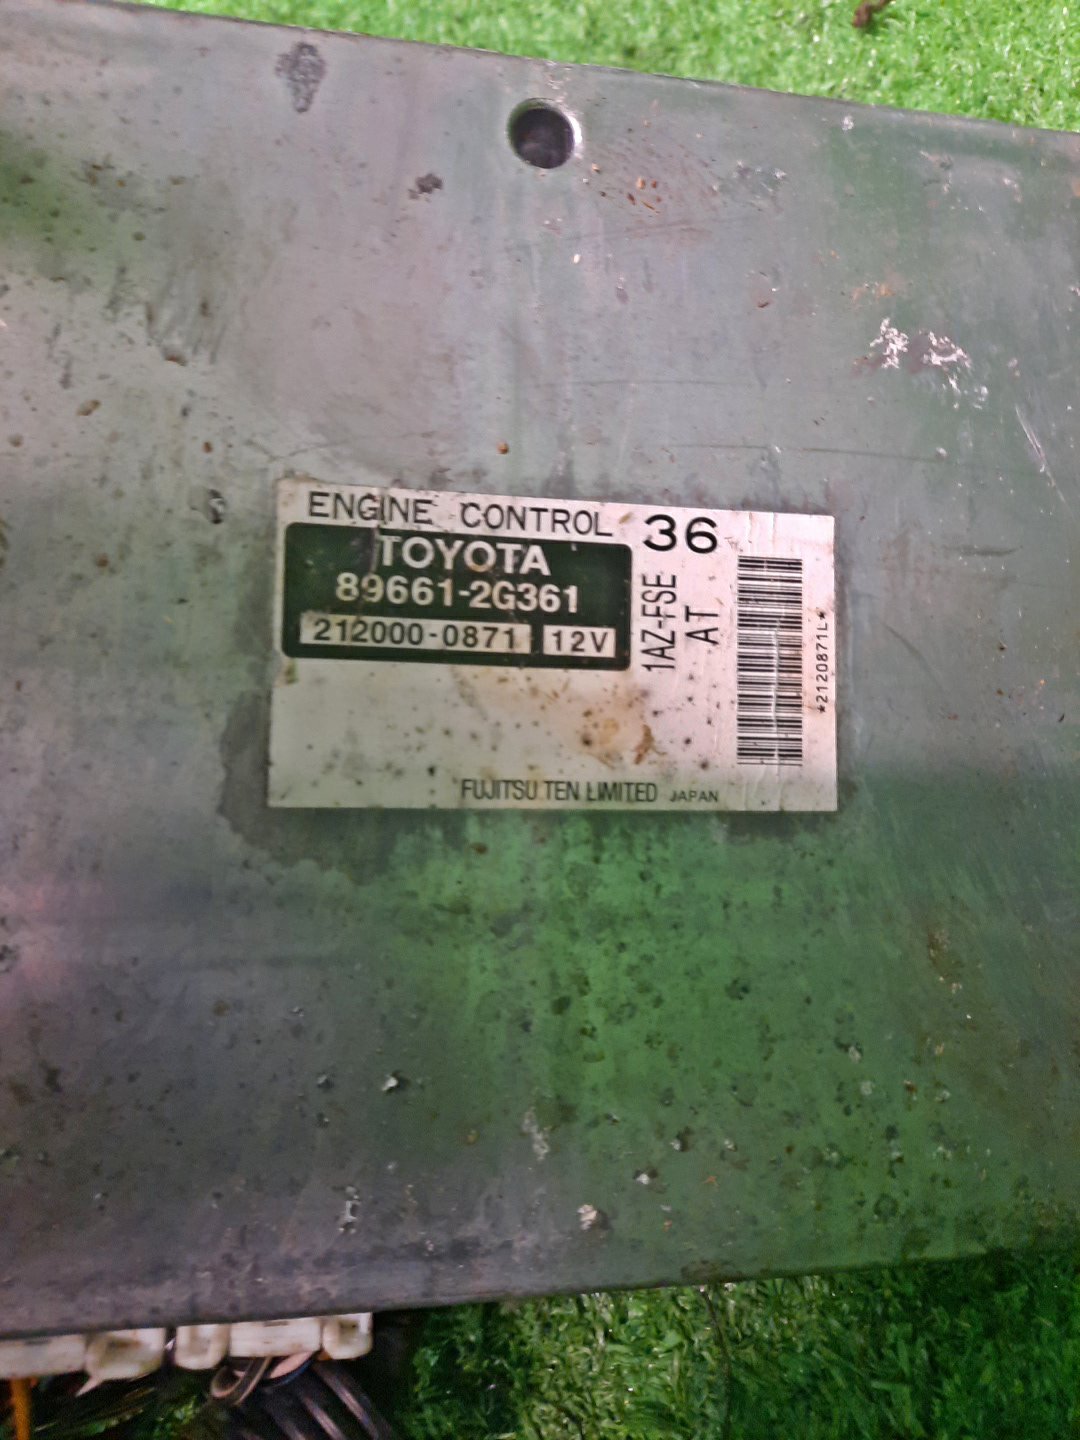 ENGINE CONTROL 36
TOYOTA
89661-2G361
212000-0871 12V
1AZ-FSE
AT
*2120871L*
FUJITSU TEN LIMITED JAPAN